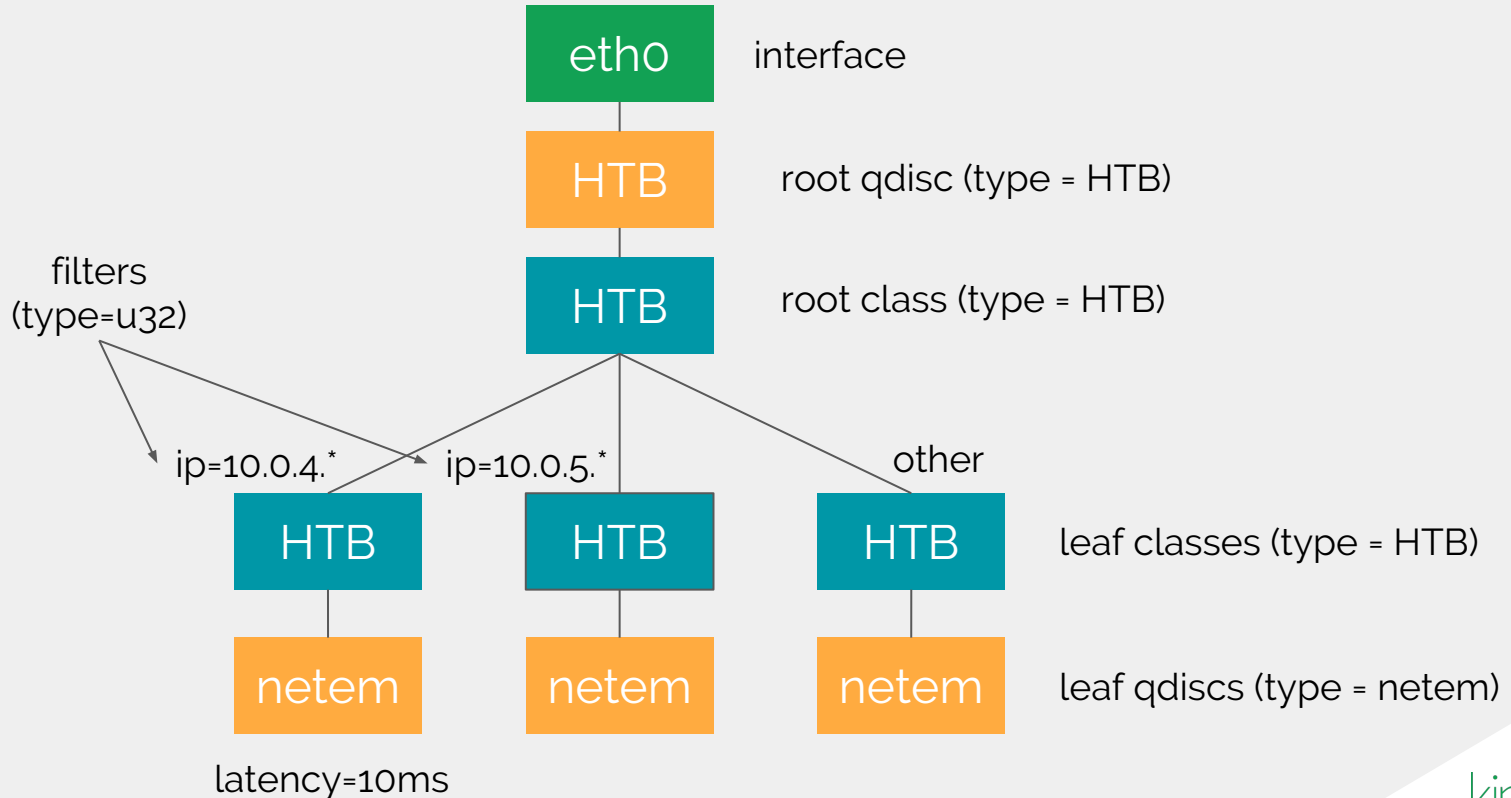 eth0
interface
HTB
root qdisc (type = HTB)
filters
(type=u32)
HTB
root class (type = HTB)
ip=10.0.4.*
ip=10.0.5.*
other
HTB
HTB
HTB
leaf classes (type = HTB)
netem
netem
netem
leaf qdiscs (type = netem)
latency=10ms